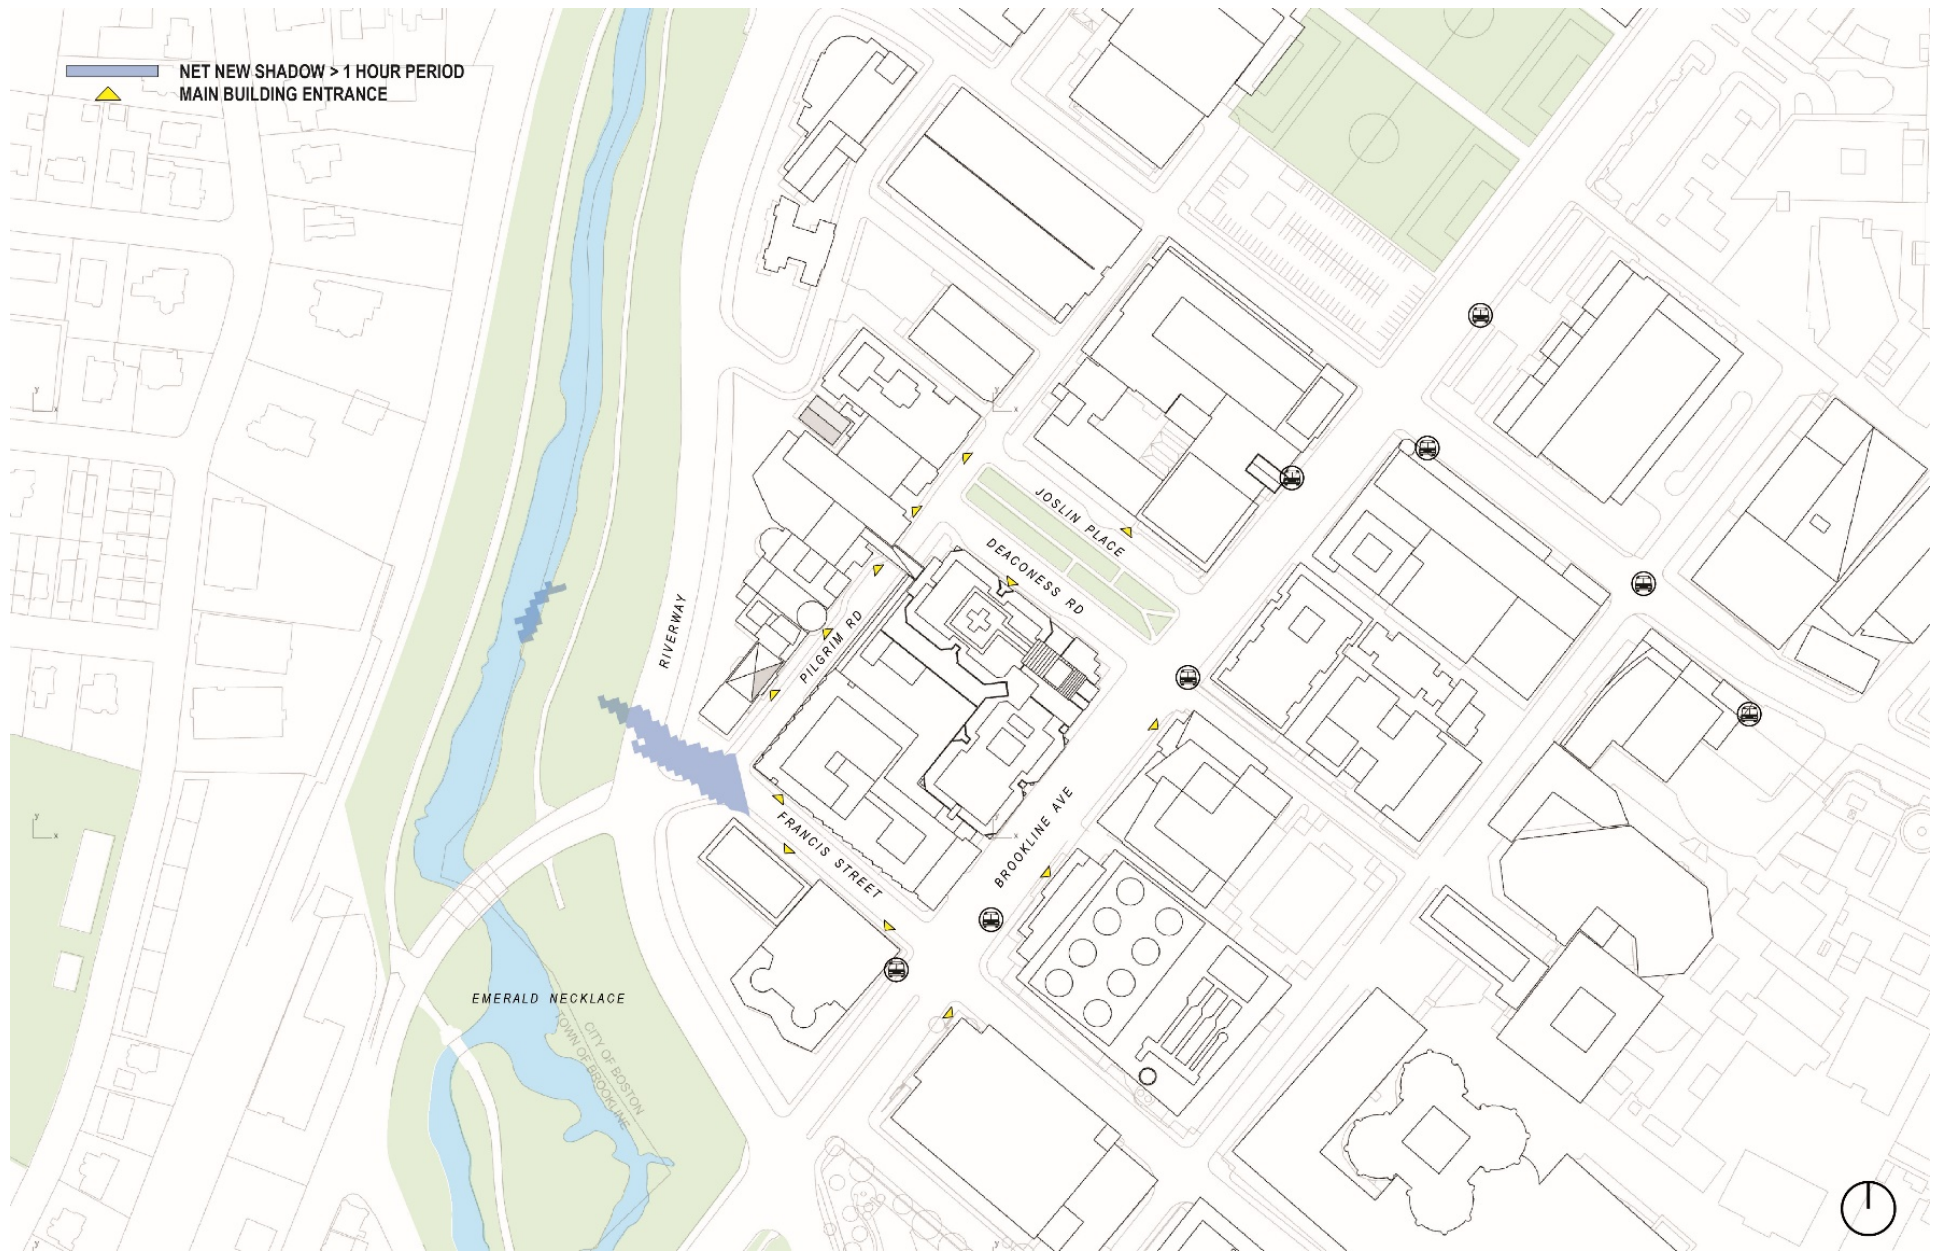 NET NEW SHADOW > 1 HOUR PERIOD
MAIN BUILDING ENTRANCE
JOSLIN PLACE
DEACONESS RD
RIVERWAY
PILGRIM RD
FRANCIS STREET
BROOKLINE AVE
EMERALD NECKLACE
CITY OF BOSTON
TOWN OF BROOKLINE